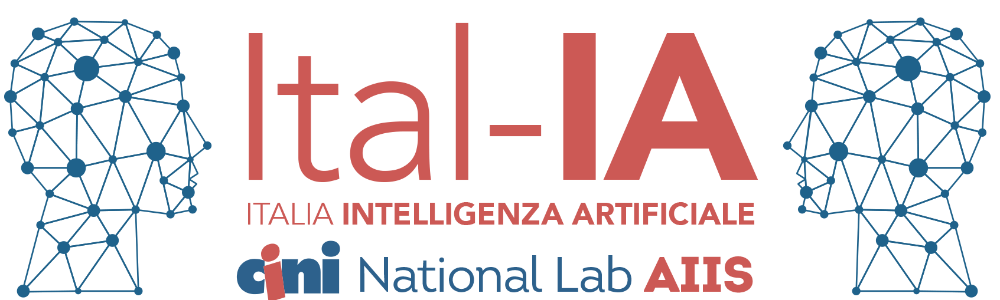 Ital-IA
ITALIA INTELLIGENZA ARTIFICIALE
cini National Lab AIIS